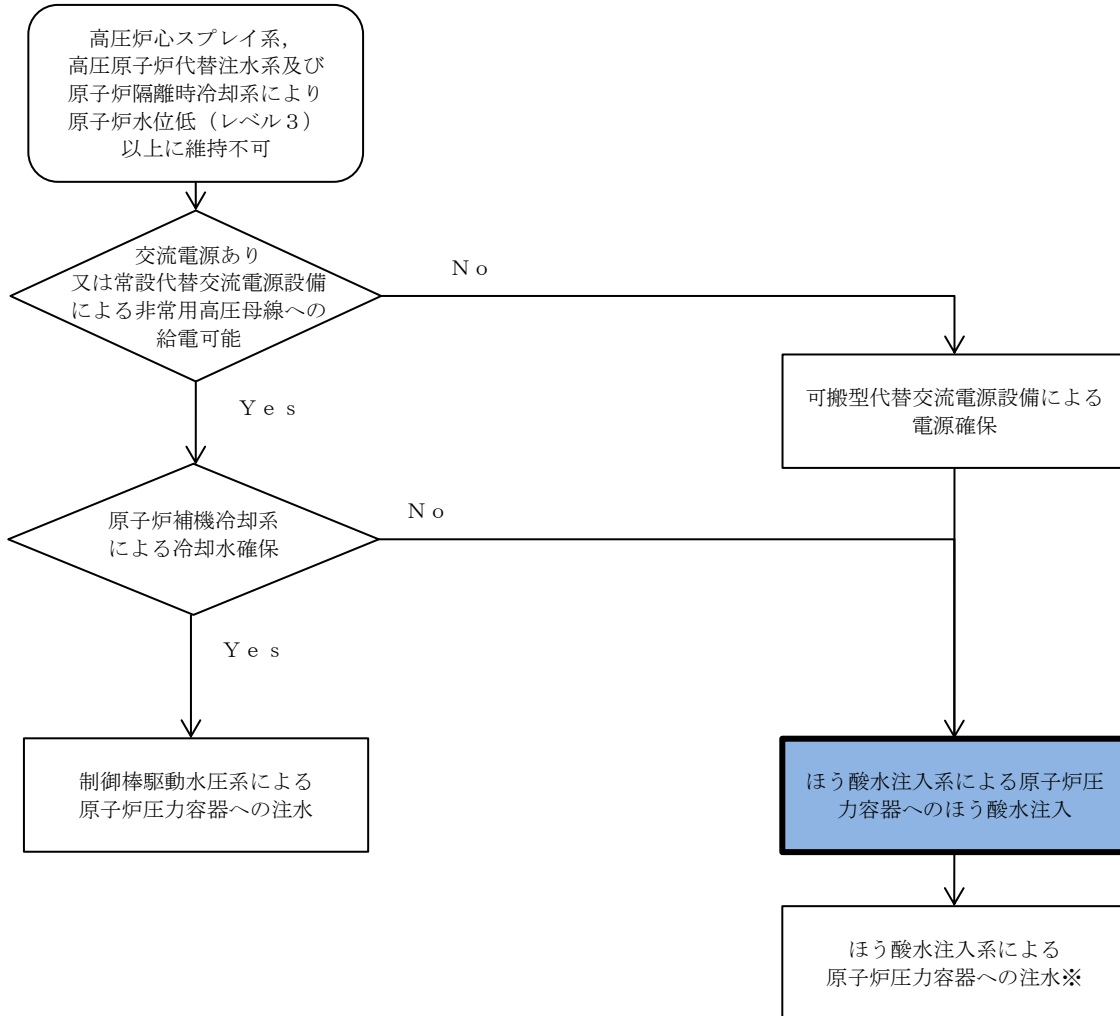 高圧炉心スプレイ系，
高圧原子炉代替注水系及び
原子炉隔離時冷却系により
原子炉水位低（レベル３）
以上に維持不可
交流電源あり
又は常設代替交流電源設備
による非常用高圧母線への
給電可能
Ｎｏ
Ｙｅｓ
可搬型代替交流電源設備による
電源確保
原子炉補機冷却系
による冷却水確保
Ｎｏ
Ｙｅｓ
制御棒駆動水圧系による
原子炉圧力容器への注水
ほう酸水注入系による原子炉圧
力容器へのほう酸水注入
ほう酸水注入系による
原子炉圧力容器への注水※